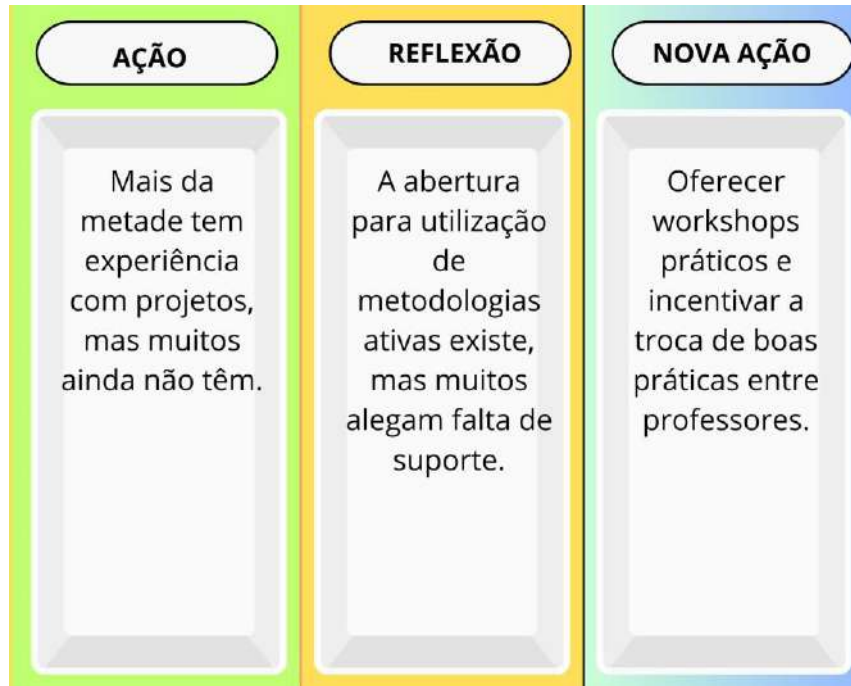 AÇÃO
Mais da
metade tem
experiência
com projetos,
mas muitos
ainda não têm.
REFLEXÃO
A abertura
para utilização
de
metodologias
ativas existe,
mas muitos
alegam falta de
suporte.
NOVA AÇÃO
Oferecer
workshops
práticos e
incentivar a
troca de boas
práticas entre
professores.